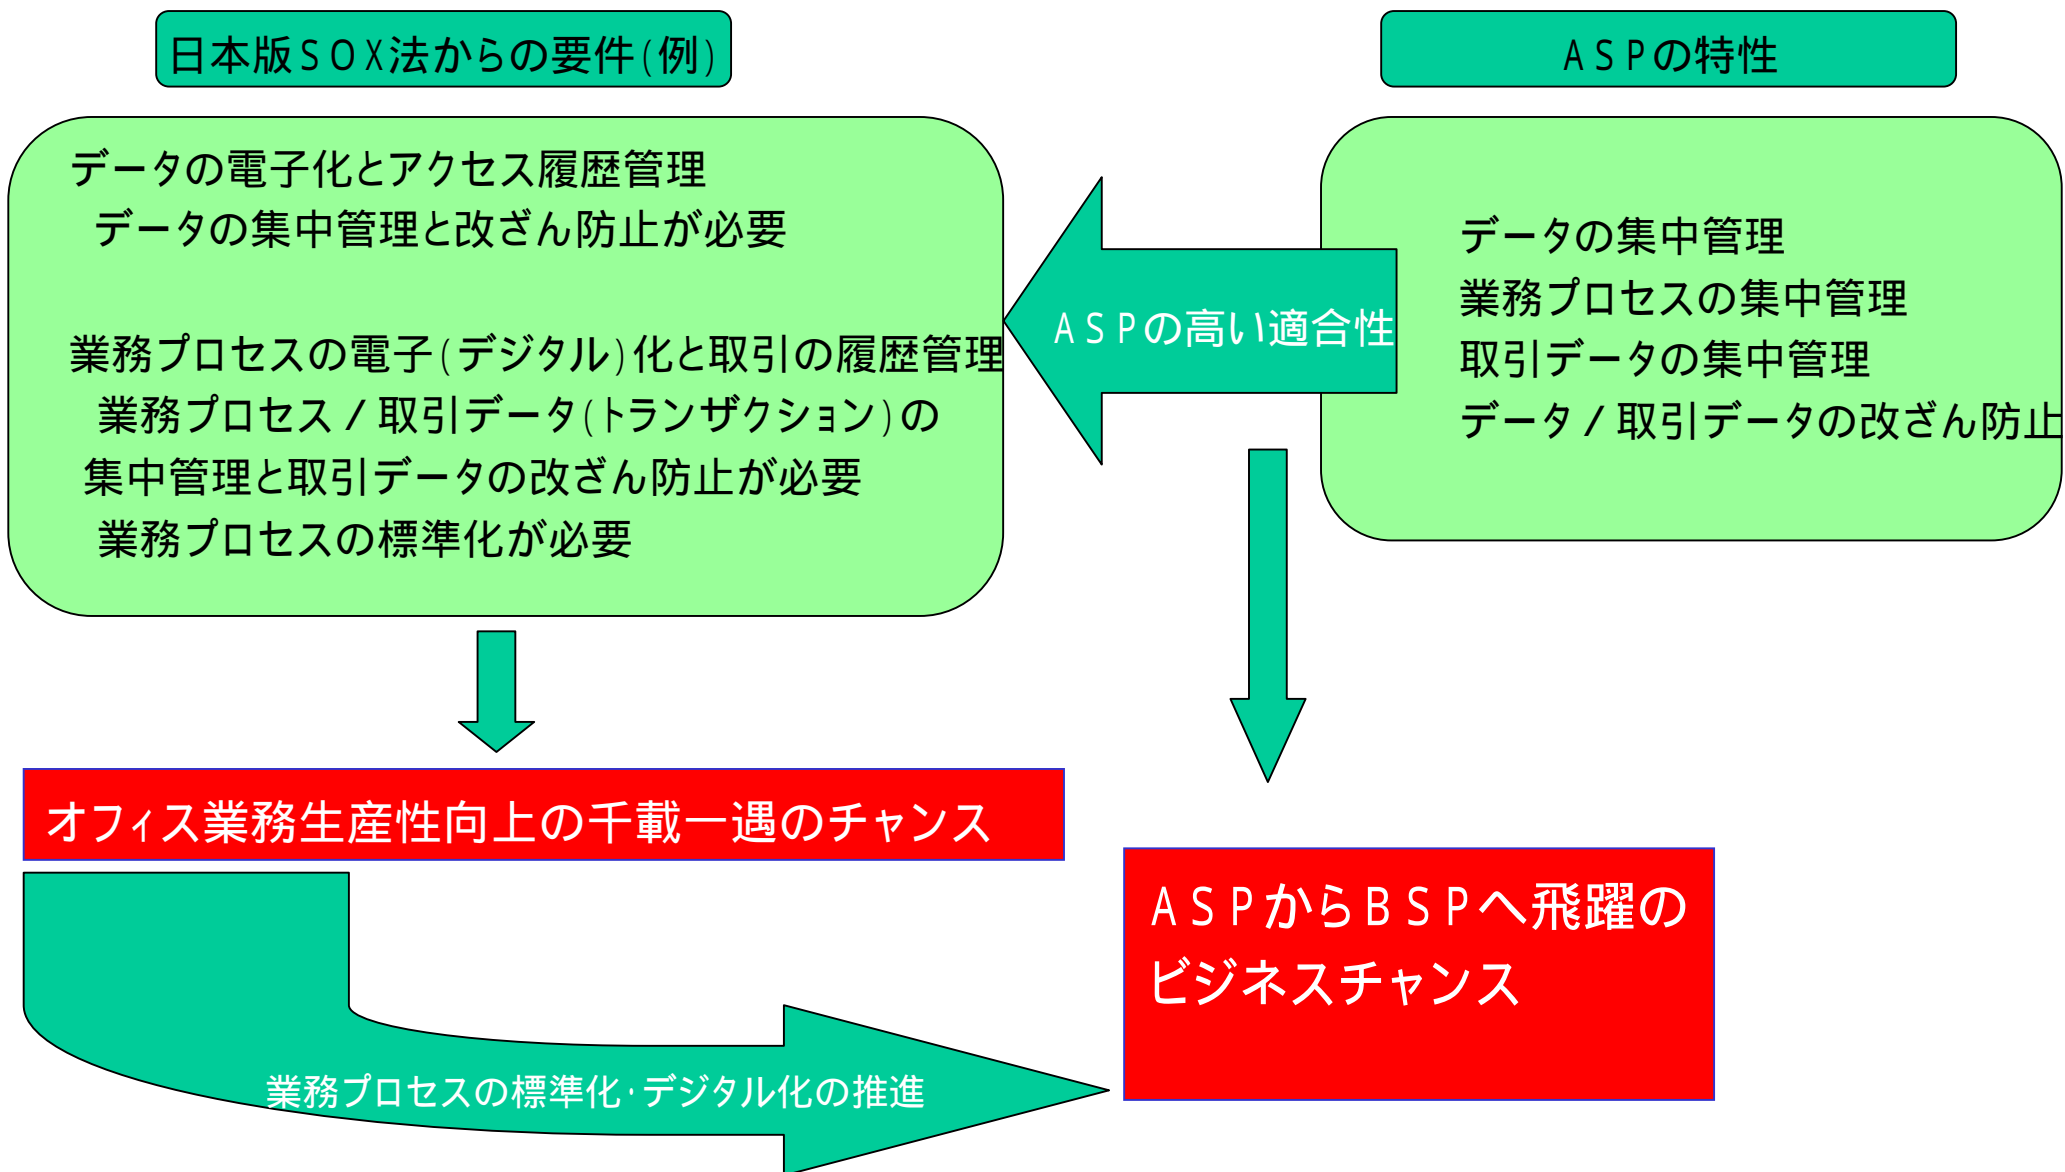 日本版ＳＯＸ法からの要件(例)
データの電子化とアクセス履歴管理
データの集中管理と改ざん防止が必要
業務プロセスの電子(デジタル)化と取引の履歴管理
業務プロセス／取引データ(トランザクション)の
集中管理と取引データの改ざん防止が必要
業務プロセスの標準化が必要
ＡＳＰの特性
データの集中管理
業務プロセスの集中管理
取引データの集中管理
データ／取引データの改ざん防止
ＡＳＰの高い適合性
オフィス業務生産性向上の千載一遇のチャンス
ＡＳＰからＢＳＰへ飛躍の
ビジネスチャンス
業務プロセスの標準化・デジタル化の推進